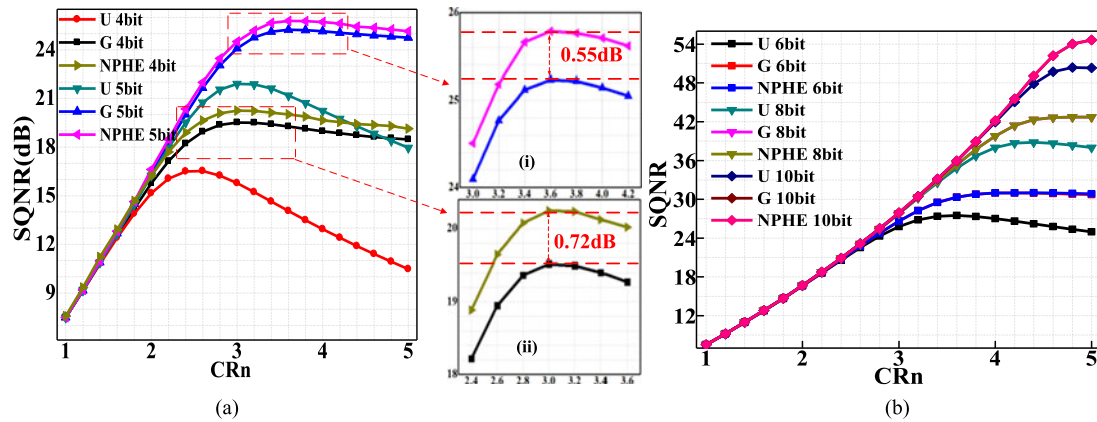 (a)
U 4bit
G 4bit
NPHE 4bit
U 5bit
G 5bit
NPHE 5bit
SQNR(dB)
24
21
18
15
12
9
1
2
3
4
5
CRn
(a)
26
25
24
0.55dB
(i)
3.0 3.2 3.4 3.6 3.8 4.0 4.2
20
19
18
0.72dB
(ii)
2.4 2.6 2.8 3.0 3.2 3.4 3.6
(b)
U 6bit
G 6bit
NPHE 6bit
U 8bit
G 8bit
NPHE 8bit
U 10bit
G 10bit
NPHE 10bit
SQNR
54
48
42
36
30
24
18
12
1
2
3
4
5
CRn
(b)